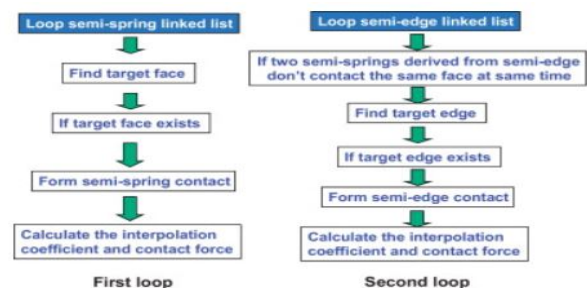 Loop semi-spring linked list
Find target face
If target face exists
Form semi-spring contact
Calculate the interpolation
coefficient and contact force
First loop
Loop semi-edge linked list
If two semi-springs derived from semi-edge
don't contact the same face at same time
Find target edge
If target edge exists
Form semi-edge contact
Calculate the interpolation
coefficient and contact force
Second loop